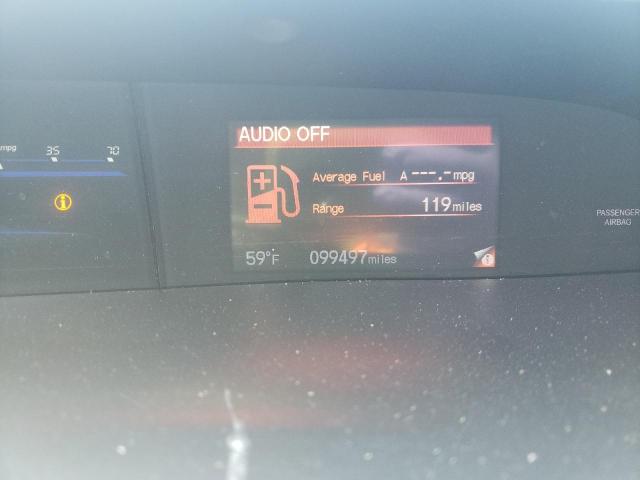 AUDIO OFF
mpg 35 70
Average Fuel A ---.- mpg
Range 119 miles
PASSENGER
AIRBAG
59°F 099497 miles